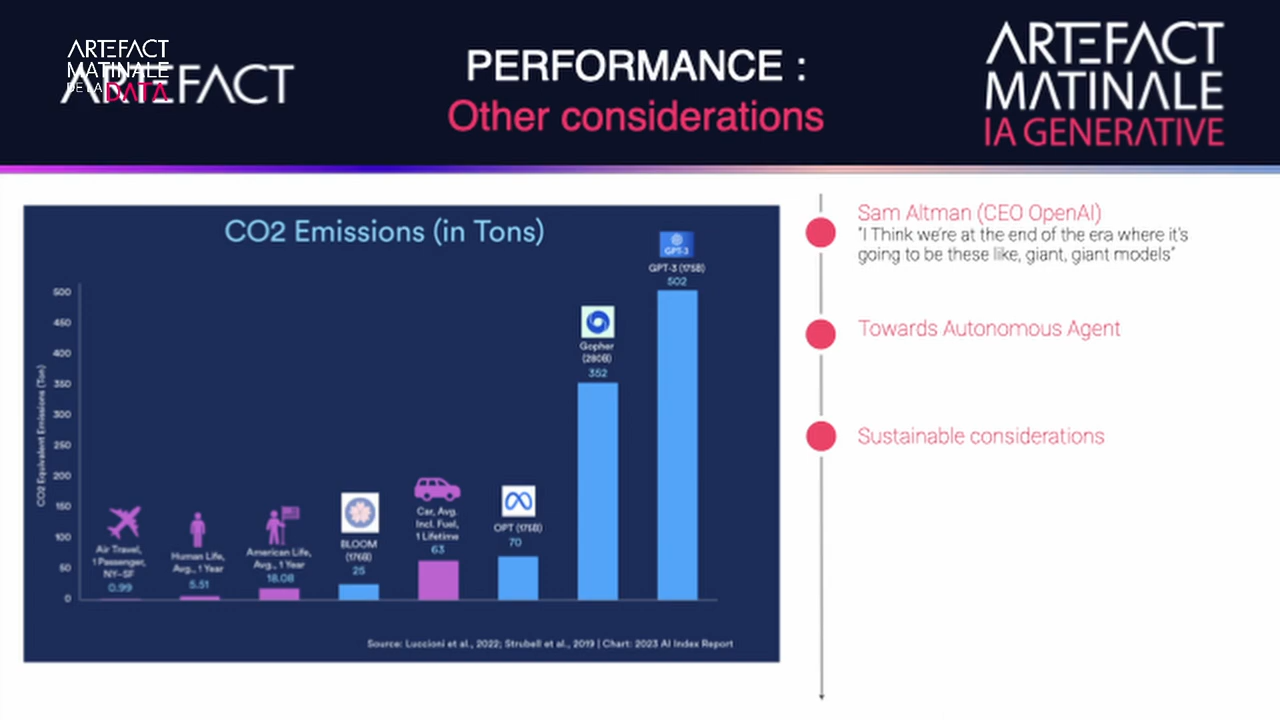 ARTEFACT
MATINALE
DE LA DATA
ARTEFACT
PERFORMANCE :
Other considerations
ARTEFACT
MATINALE
IA GENERATIVE
CO2 Emissions (in Tons)
CO2 Equivalent Emissions (Ton)
500
450
400
350
300
250
200
150
100
50
0
Air Travel,
1 Passenger,
NY–SF
0.99
Human Life,
Avg., 1 Year
5.51
American Life,
Avg., 1 Year
18.08
BLOOM
(176B)
25
Car, Avg.
Incl. Fuel,
1 Lifetime
63
OPT (175B)
70
Gopher
(280B)
352
GPT-3
GPT-3 (175B)
502
Source: Luccioni et al., 2022; Strubell et al., 2019 | Chart: 2023 AI Index Report
Sam Altman (CEO OpenAI)
"I Think we're at the end of the era where it's
going to be these like, giant, giant models"
Towards Autonomous Agent
Sustainable considerations